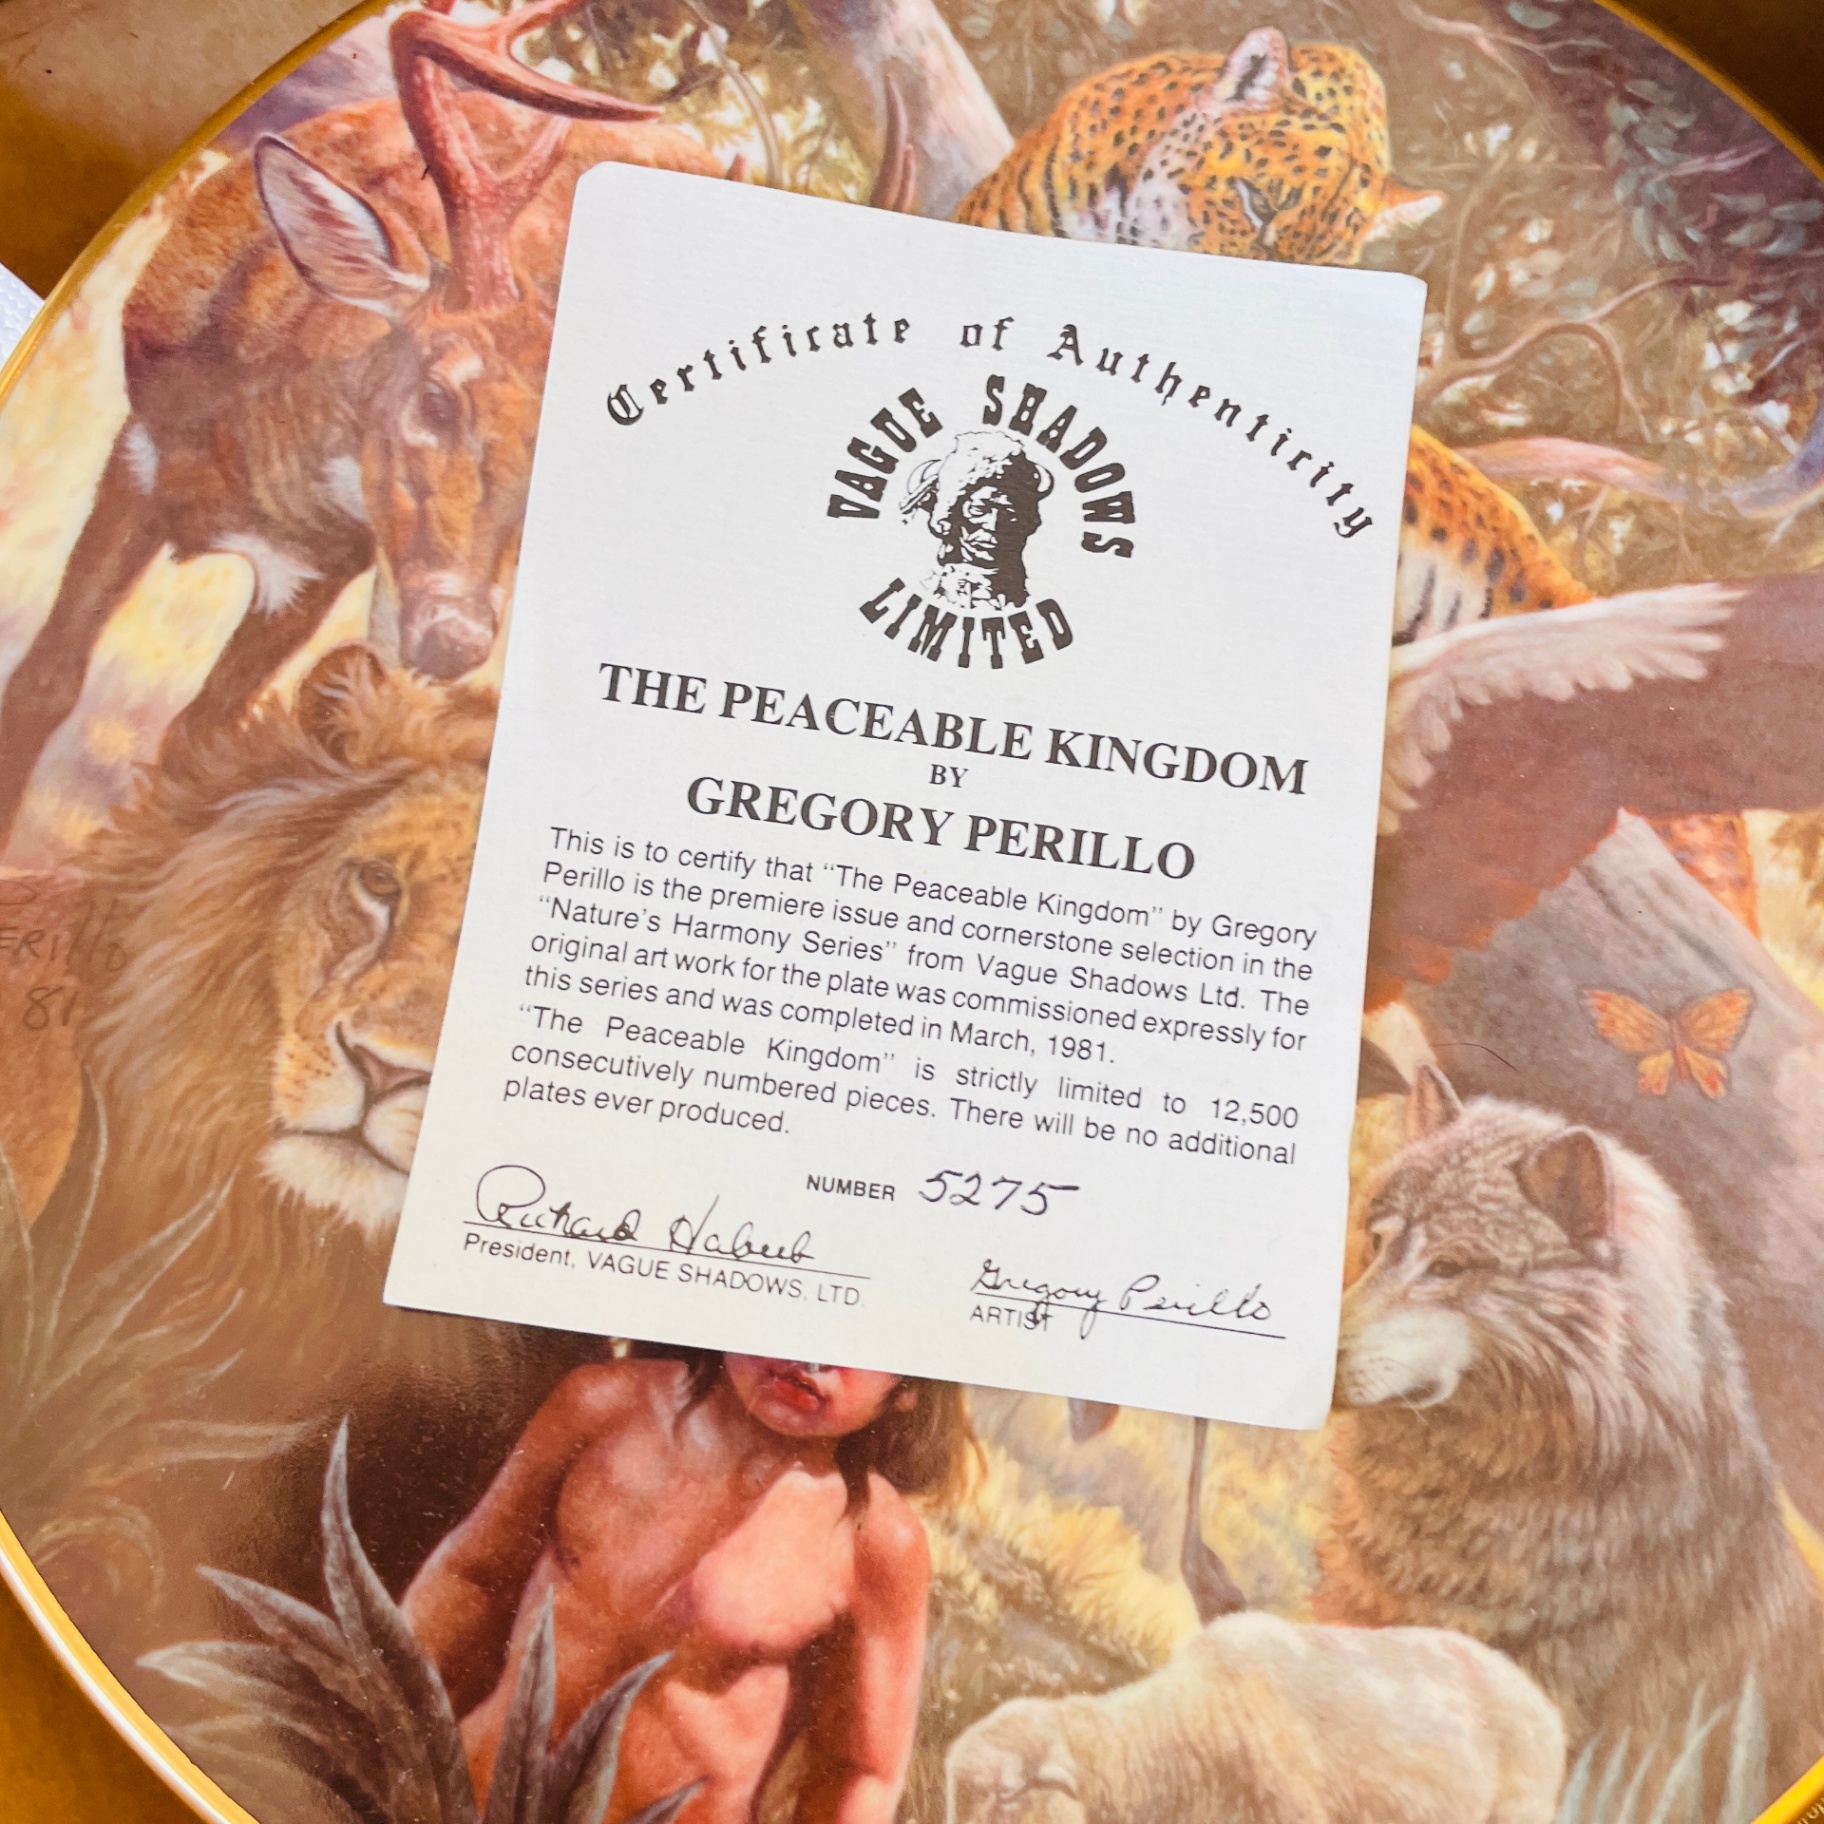 Certificate of Authenticity
VAGUE SHADOWS
LIMITED
THE PEACEABLE KINGDOM
BY
GREGORY PERILLO
This is to certify that "The Peaceable Kingdom" by Gregory
Perillo is the premiere issue and cornerstone selection in the
"Nature's Harmony Series" from Vague Shadows Ltd. The
original art work for the plate was commissioned expressly for
this series and was completed in March, 1981.
"The Peaceable Kingdom" is strictly limited to 12,500
consecutively numbered pieces. There will be no additional
plates ever produced.
NUMBER 5275
Richard Habeeb
President, VAGUE SHADOWS, LTD.
Gregory Perillo
ARTIST
81